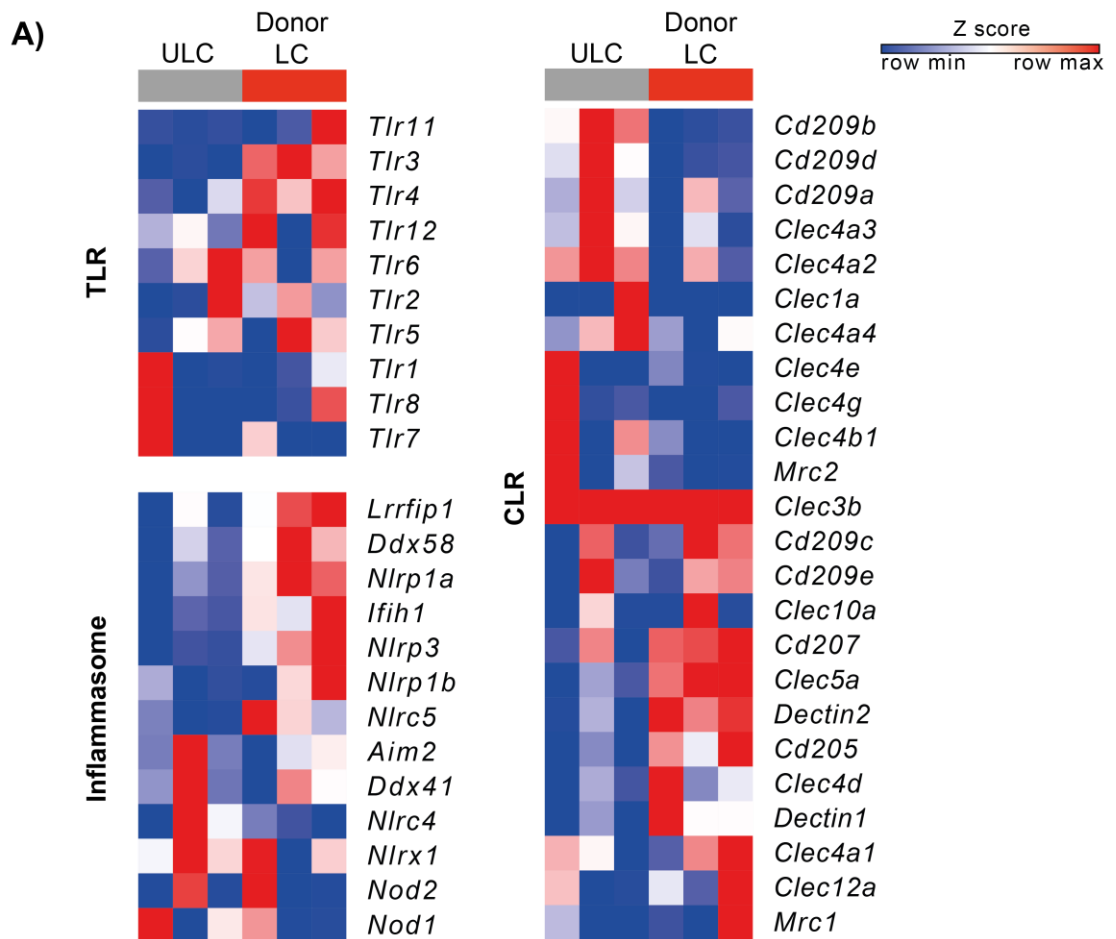 A)
ULC
Donor
LC
TLR
Tlr11
Tlr3
Tlr4
Tlr12
Tlr6
Tlr2
Tlr5
Tlr1
Tlr8
Tlr7
Inflammasome
Lrrfip1
Ddx58
Nlrp1a
Ifih1
Nlrp3
Nlrp1b
Nlrc5
Aim2
Ddx41
Nlrc4
Nlrx1
Nod2
Nod1
ULC
Donor
LC
CLR
Cd209b
Cd209d
Cd209a
Clec4a3
Clec4a2
Clec1a
Clec4a4
Clec4e
Clec4g
Clec4b1
Mrc2
Clec3b
Cd209c
Cd209e
Clec10a
Cd207
Clec5a
Dectin2
Cd205
Clec4d
Dectin1
Clec4a1
Clec12a
Mrc1
Z score
row min row max